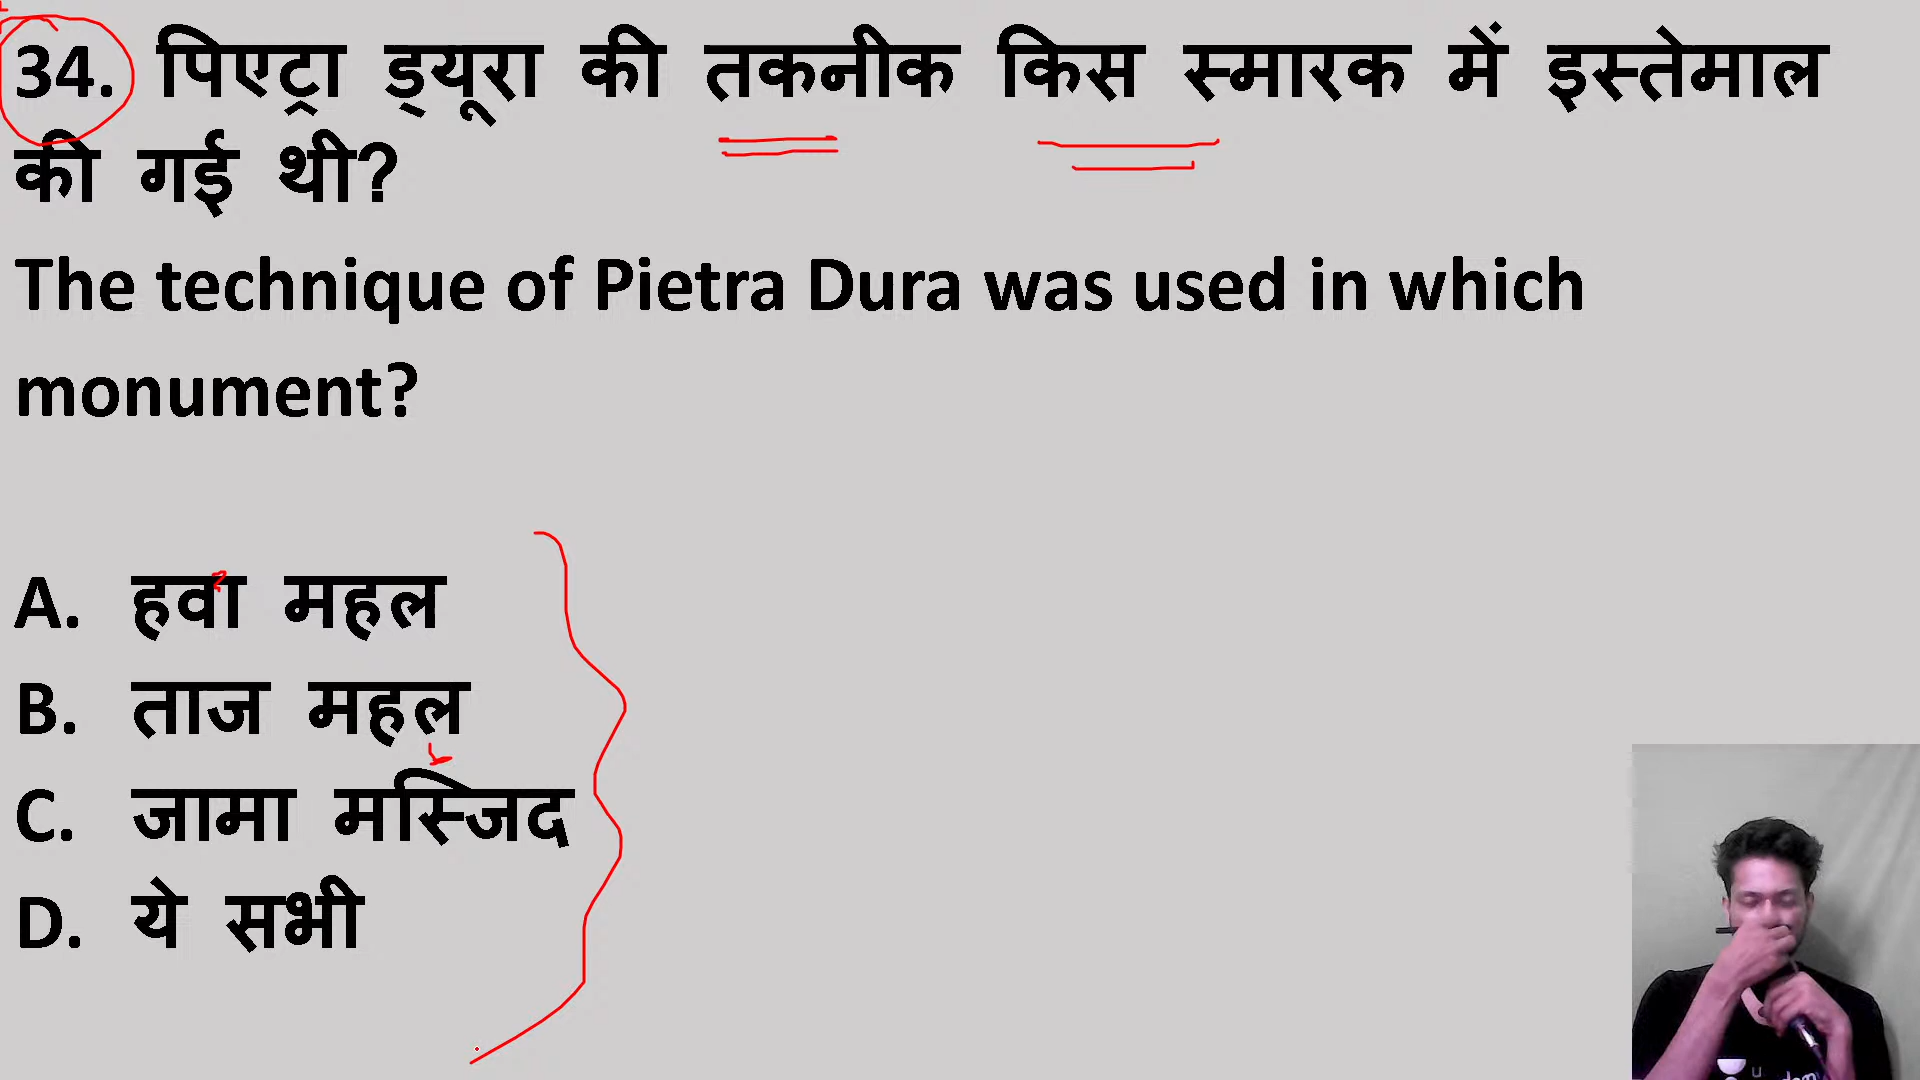 34. पिएट्रा ड्यूरा की तकनीक किस स्मारक में इस्तेमाल
की गई थी?
The technique of Pietra Dura was used in which
monument?
A. हवा महल
B. ताज महल
C. जामा मस्जिद
D. ये सभी